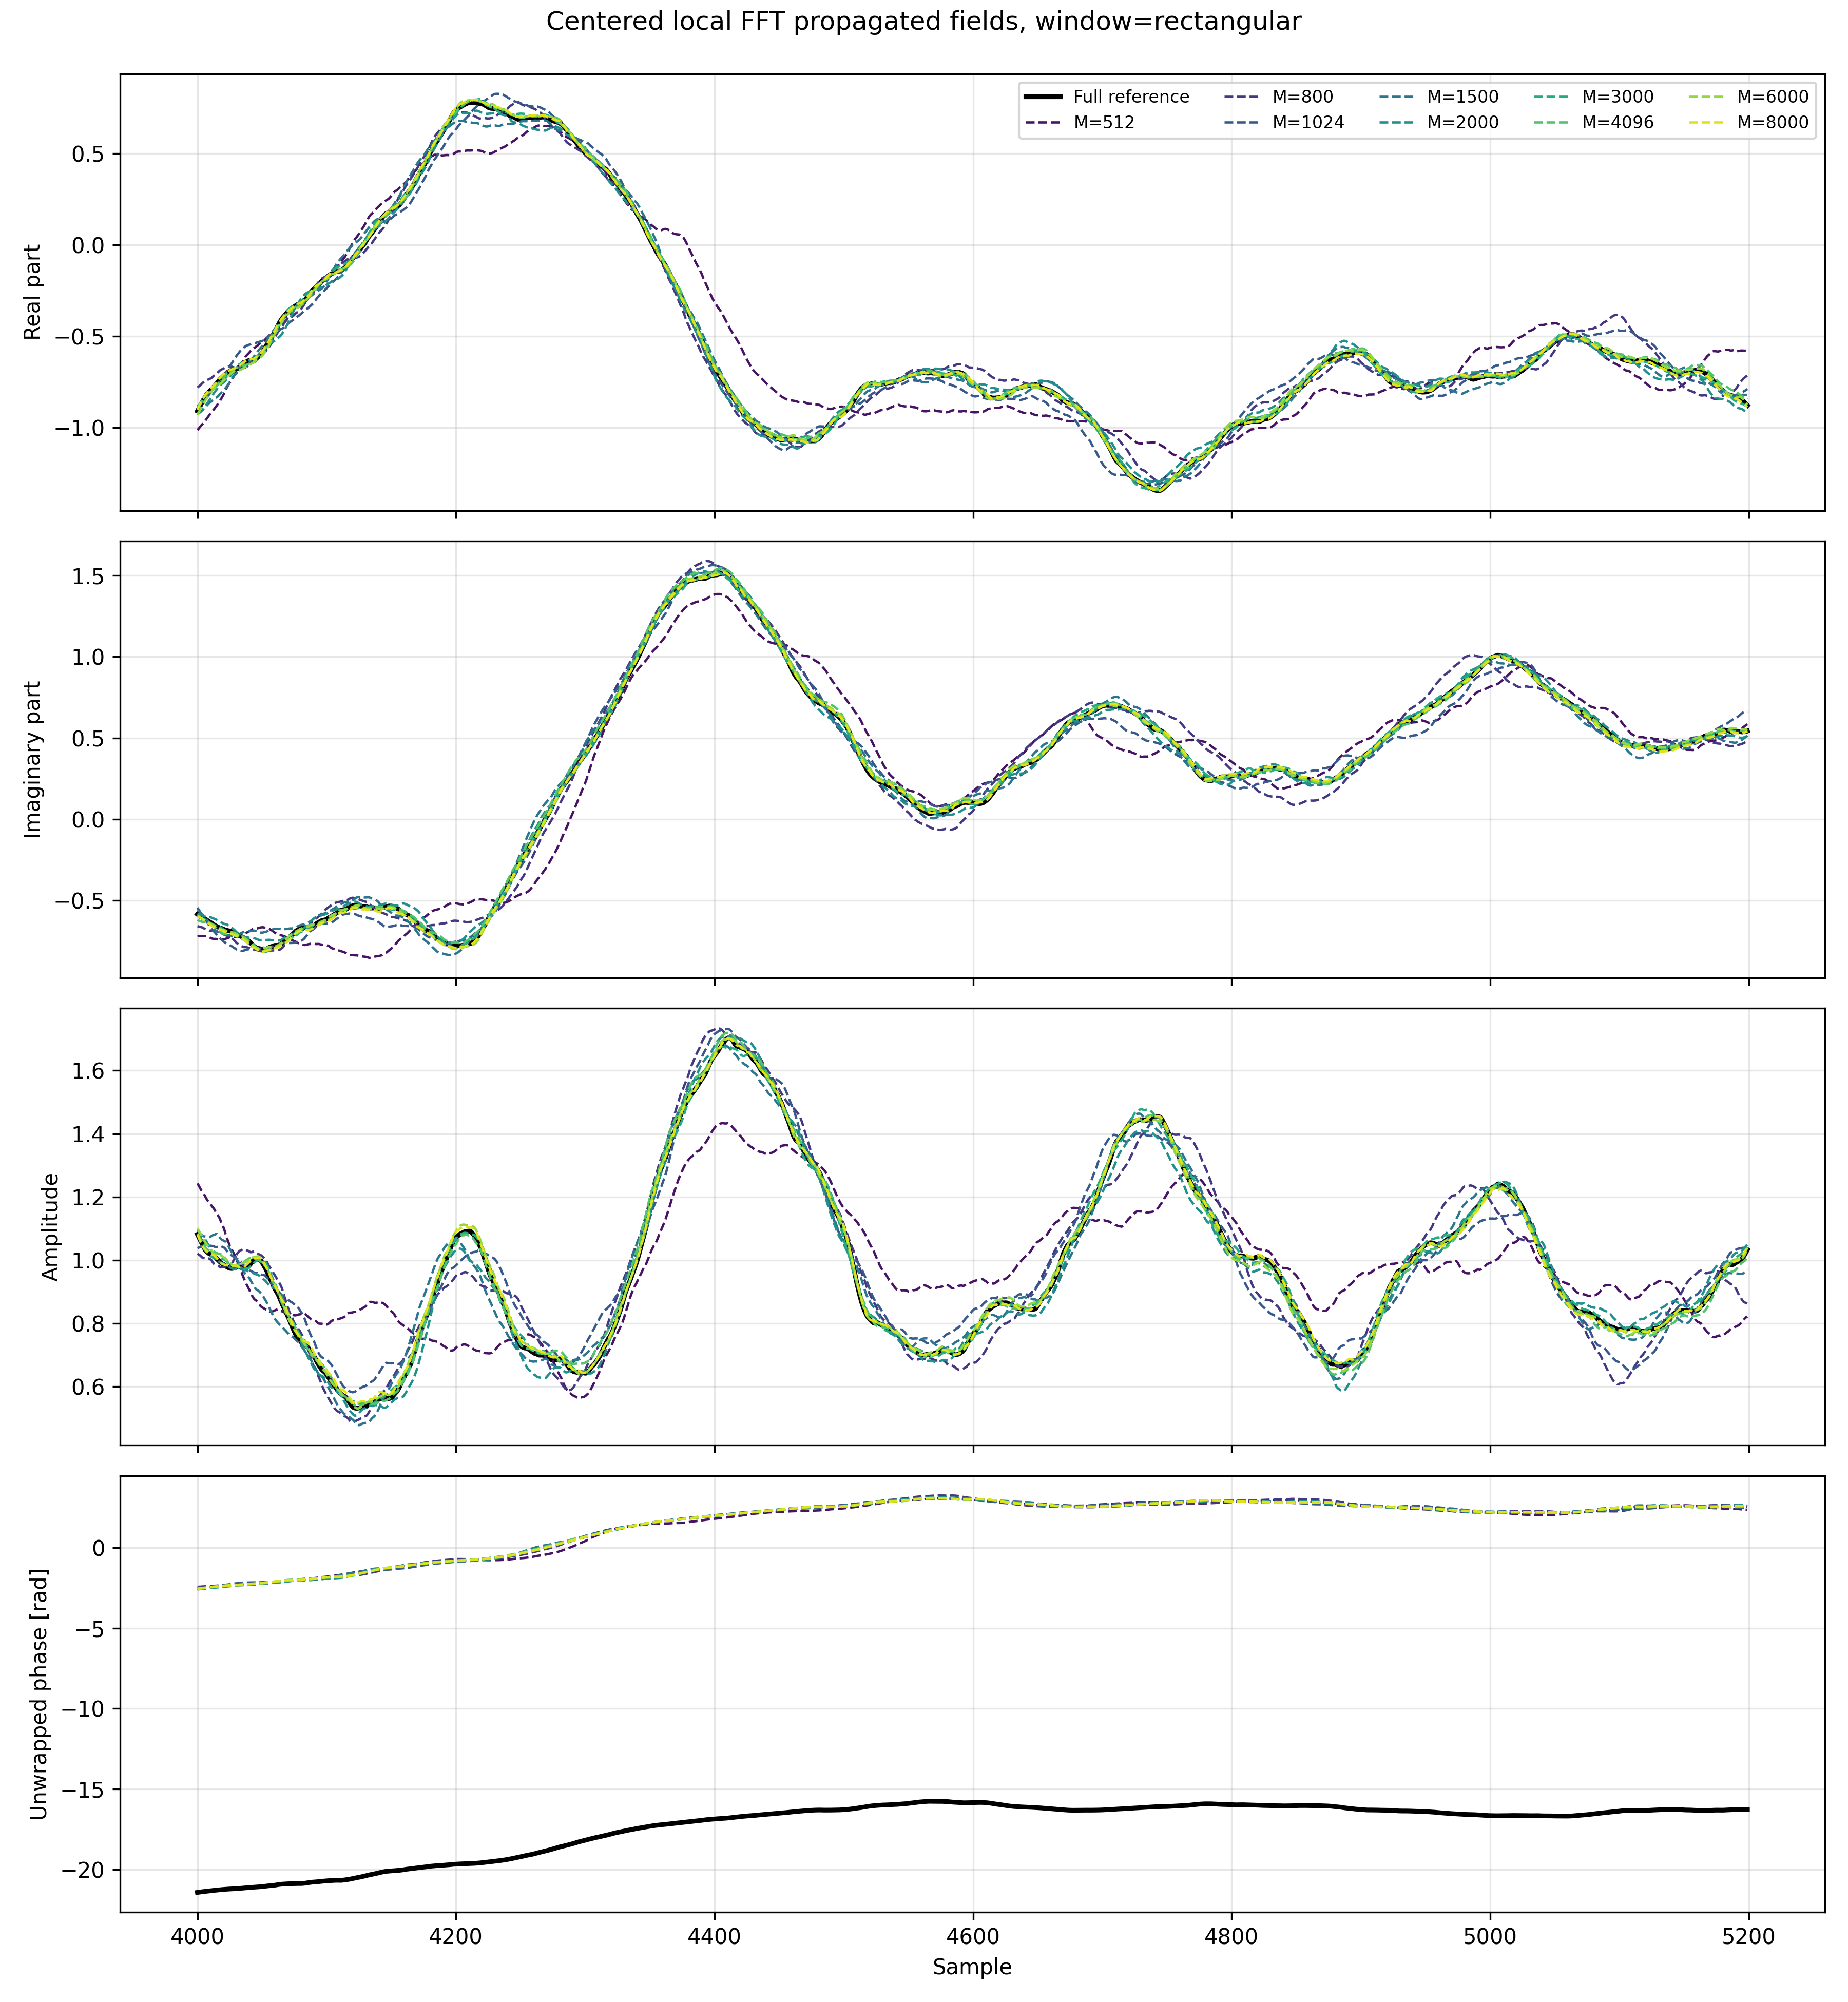 Centered local FFT propagated fields, window=rectangular
Full reference M=800 M=1500 M=3000 M=6000
M=512 M=1024 M=2000 M=4096 M=8000
Real part
0.5
0.0
−0.5
−1.0
Imaginary part
1.5
1.0
0.5
0.0
−0.5
Amplitude
1.6
1.4
1.2
1.0
0.8
0.6
Unwrapped phase [rad]
0
−5
−10
−15
−20
4000 4200 4400 4600 4800 5000 5200
Sample